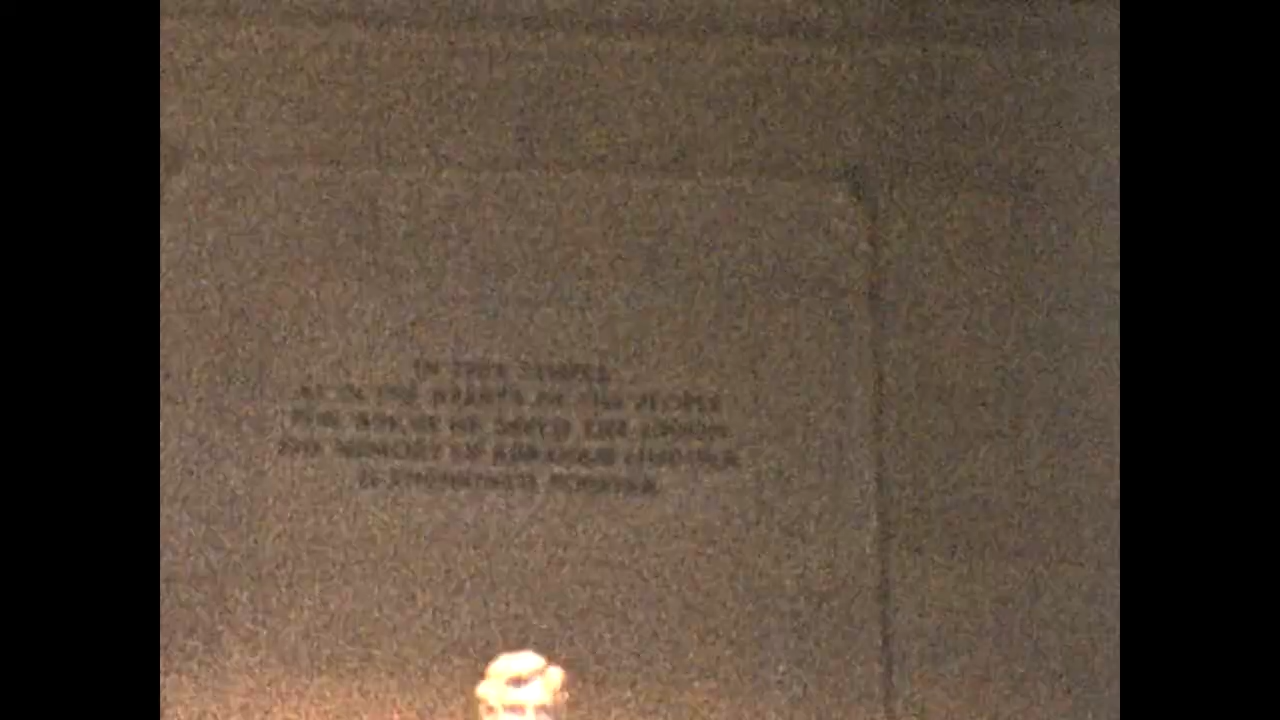 IN THIS TEMPLE
AS IN THE HEARTS OF THE PEOPLE
FOR WHOM HE SAVED THE UNION
THE MEMORY OF ABRAHAM LINCOLN
IS ENSHRINED FOREVER